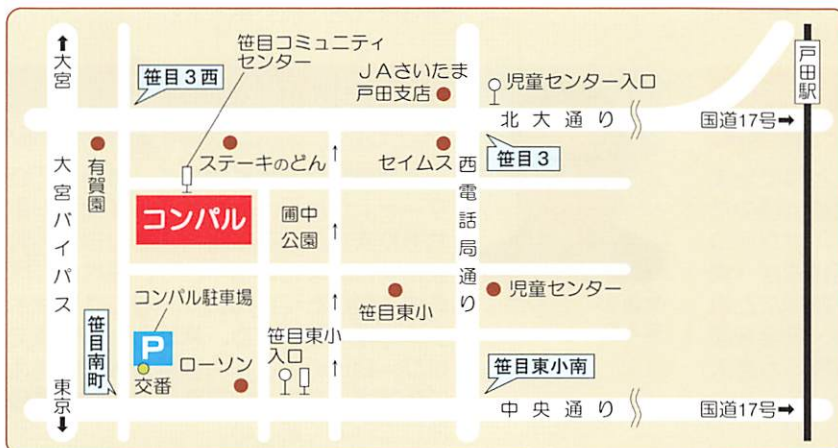 ↑大宮
大宮バイパス
東京↓
笹目3西
笹目コミュニティ
センター
JAさいたま
戸田支店
児童センター入口
戸田駅
北大通り
国道17号→
有賀園
ステーキのどん
セイムス
笹目3
西電話局通り
コンパル
圃中
公園
コンパル駐車場
P
交番
笹目南町
ローソン
笹目東小
入口
笹目東小
児童センター
笹目東小南
中央通り
国道17号→